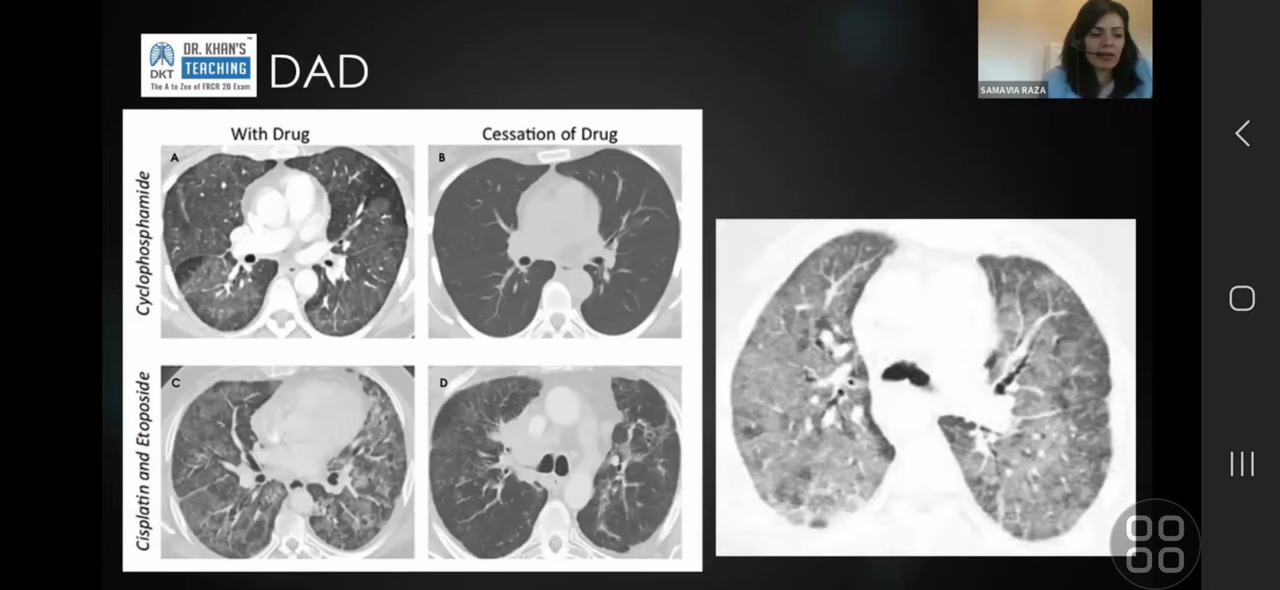 DR. KHAN'S
TEACHING
DKT
The A to Zee of FRCR 2B Exam
™
DAD
SAMAVIA RAZA
With Drug
Cessation of Drug
A
B
Cyclophosphamide
C
D
Cisplatin and Etoposide